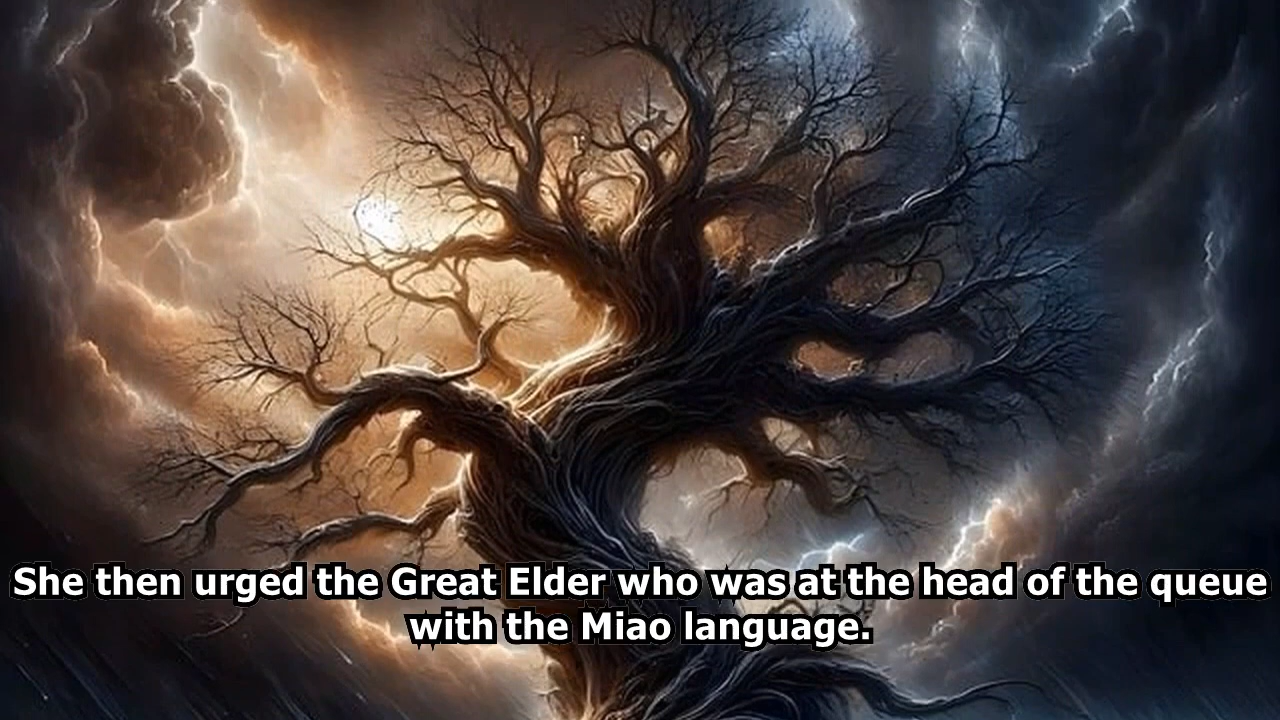 She then urged the Great Elder who was at the head of the queue
with the Miao language.